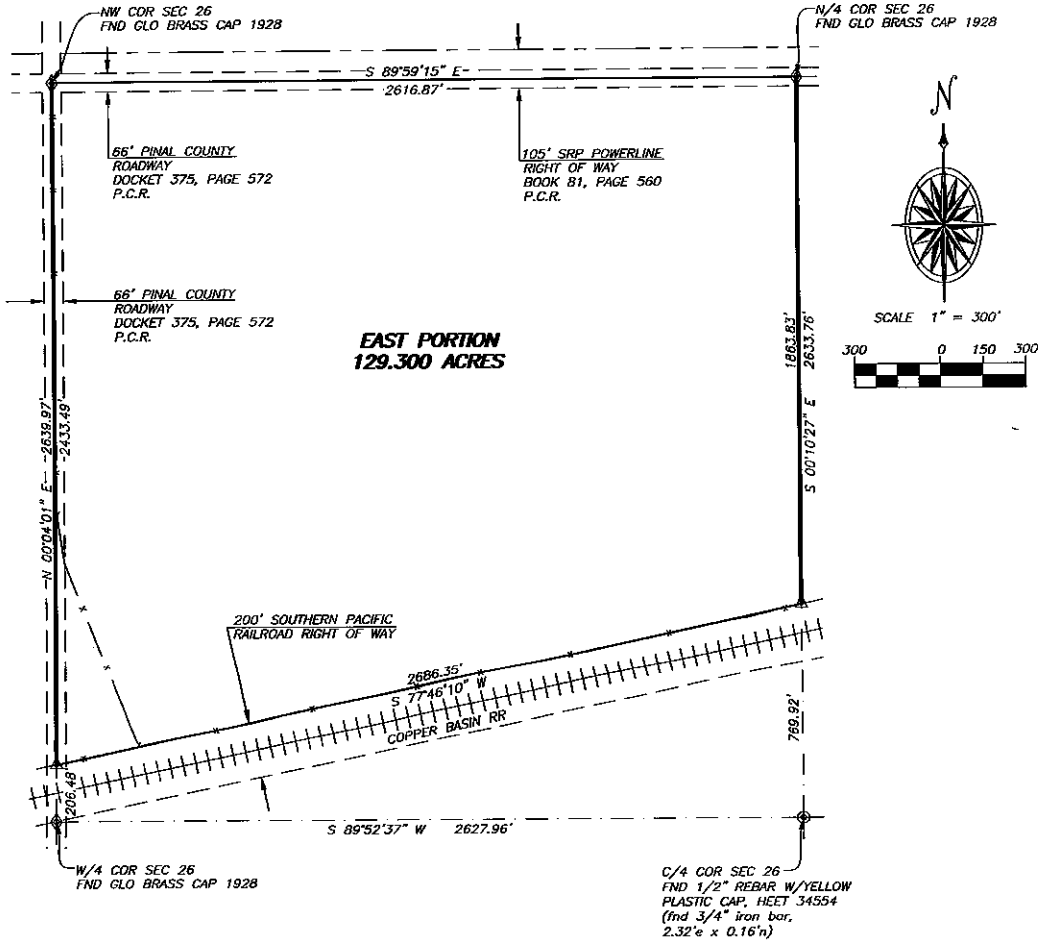 NW COR SEC 26
FND GLO BRASS CAP 1928
N/4 COR SEC 26
FND GLO BRASS CAP 1928
S 89°59'15" E
2616.87'
66' PINAL COUNTY
ROADWAY
DOCKET 375, PAGE 572
P.C.R.
105' SRP POWERLINE
RIGHT OF WAY
BOOK 81, PAGE 560
P.C.R.
N
66' PINAL COUNTY
ROADWAY
DOCKET 375, PAGE 572
P.C.R.
EAST PORTION
129.300 ACRES
SCALE 1" = 300'
300 0 150 300
1863.83'
2633.76'
S 00°10'27" E
2639.97'
2433.49'
N 00°04'01" E
200' SOUTHERN PACIFIC
RAILROAD RIGHT OF WAY
2686.35'
S 77°46'10" W
COPPER BASIN RR
769.92'
206.48'
S 89°52'37" W 2627.96'
W/4 COR SEC 26
FND GLO BRASS CAP 1928
C/4 COR SEC 26
FND 1/2" REBAR W/YELLOW
PLASTIC CAP, HEET 34554
(fnd 3/4" iron bar,
2.32'e x 0.16'n)